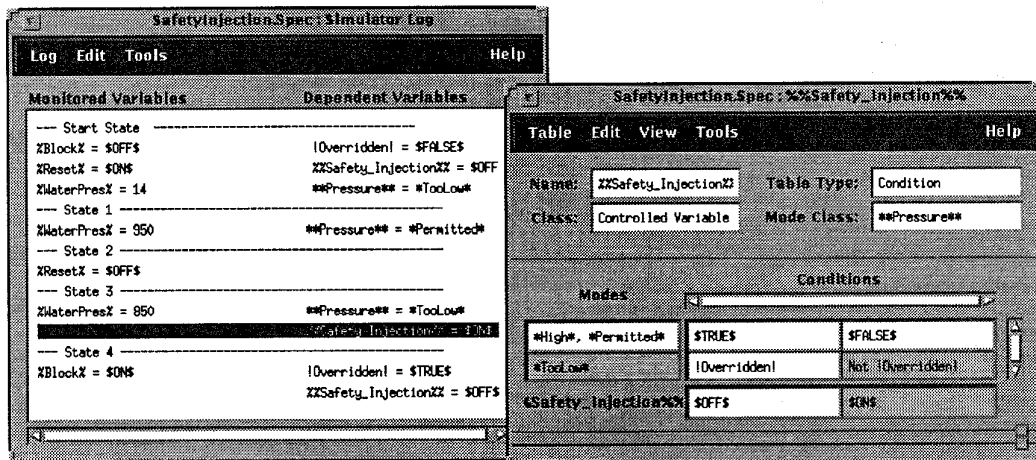 SafetyInjection.Spec : Simulator Log
Log Edit Tools Help
Monitored Variables Dependent Variables
--- Start State ---
%Block% = $OFF$ !Overridden! = $FALSE$
%Reset% = $ON$ %%Safety_Injection%% = $OFF
%WaterPres% = 14 **Pressure** = *TooLow*
--- State 1 ---
%WaterPres% = 950 **Pressure** = *Permitted*
--- State 2 ---
%Reset% = $OFF$
--- State 3 ---
%WaterPres% = 850 **Pressure** = *TooLow*
%%Safety_Injection%% = $ON$
--- State 4 ---
%Block% = $ON$ !Overridden! = $TRUE$
%%Safety_Injection%% = $OFF$
SafetyInjection.Spec : %%Safety_Injection%%
Table Edit View Tools Help
Name: %%Safety_Injection%% Table Type: Condition
Class: Controlled Variable Mode Class: **Pressure**
Conditions
Modes
*High*, *Permitted* $TRUE$ $FALSE$
*TooLow* !Overridden! Not !Overridden!
%Safety_Injection%% $OFF$ $ON$